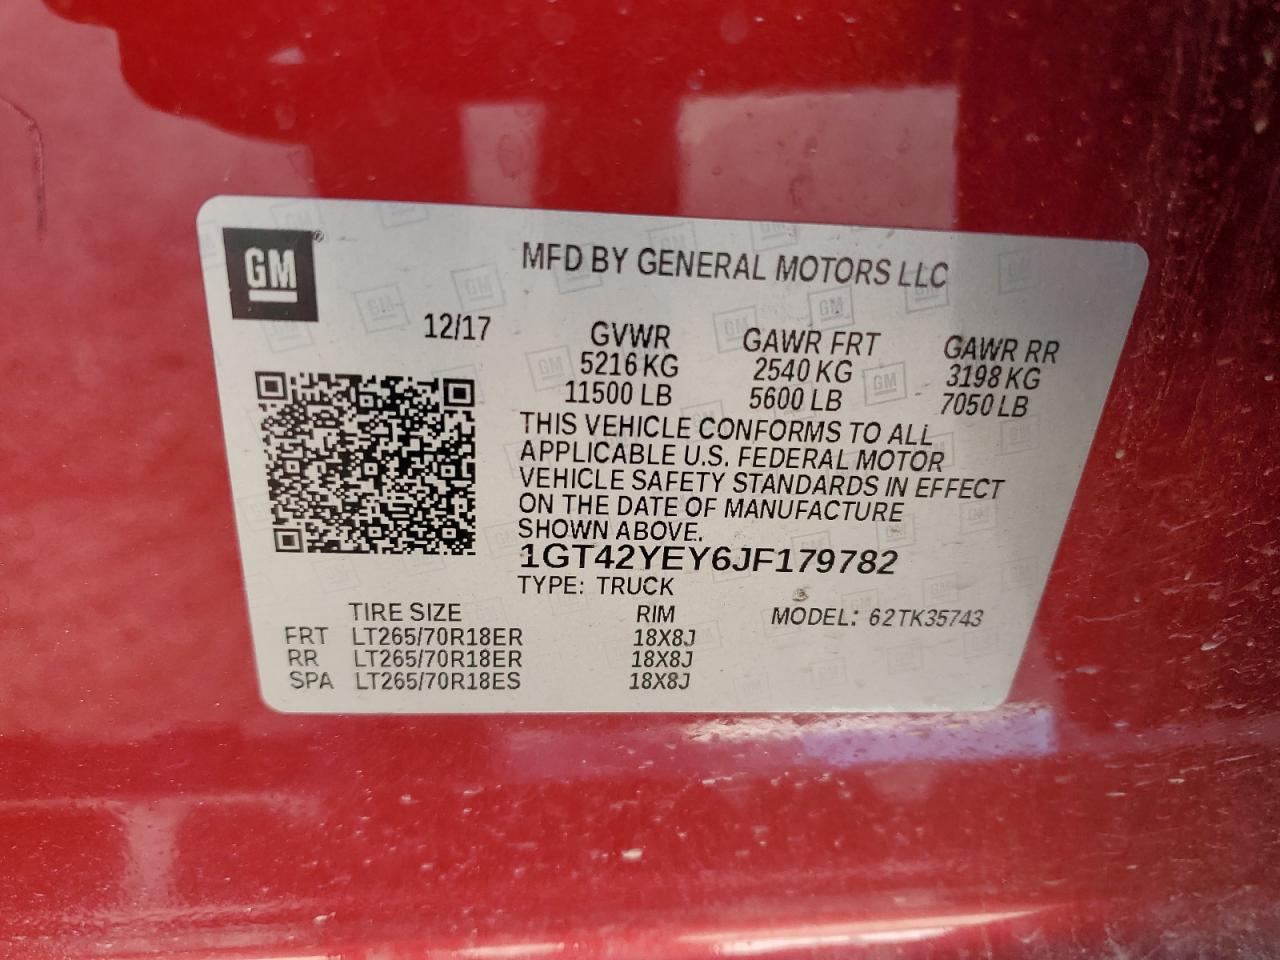 GM
MFD BY GENERAL MOTORS LLC
12/17 GVWR GAWR FRT GAWR RR
5216 KG 2540 KG 3198 KG
11500 LB 5600 LB 7050 LB
THIS VEHICLE CONFORMS TO ALL
APPLICABLE U.S. FEDERAL MOTOR
VEHICLE SAFETY STANDARDS IN EFFECT
ON THE DATE OF MANUFACTURE
SHOWN ABOVE.
1GT42YEY6JF179782
TYPE: TRUCK
TIRE SIZE RIM MODEL: 62TK35743
FRT LT265/70R18ER 18X8J
RR LT265/70R18ER 18X8J
SPA LT265/70R18ES 18X8J